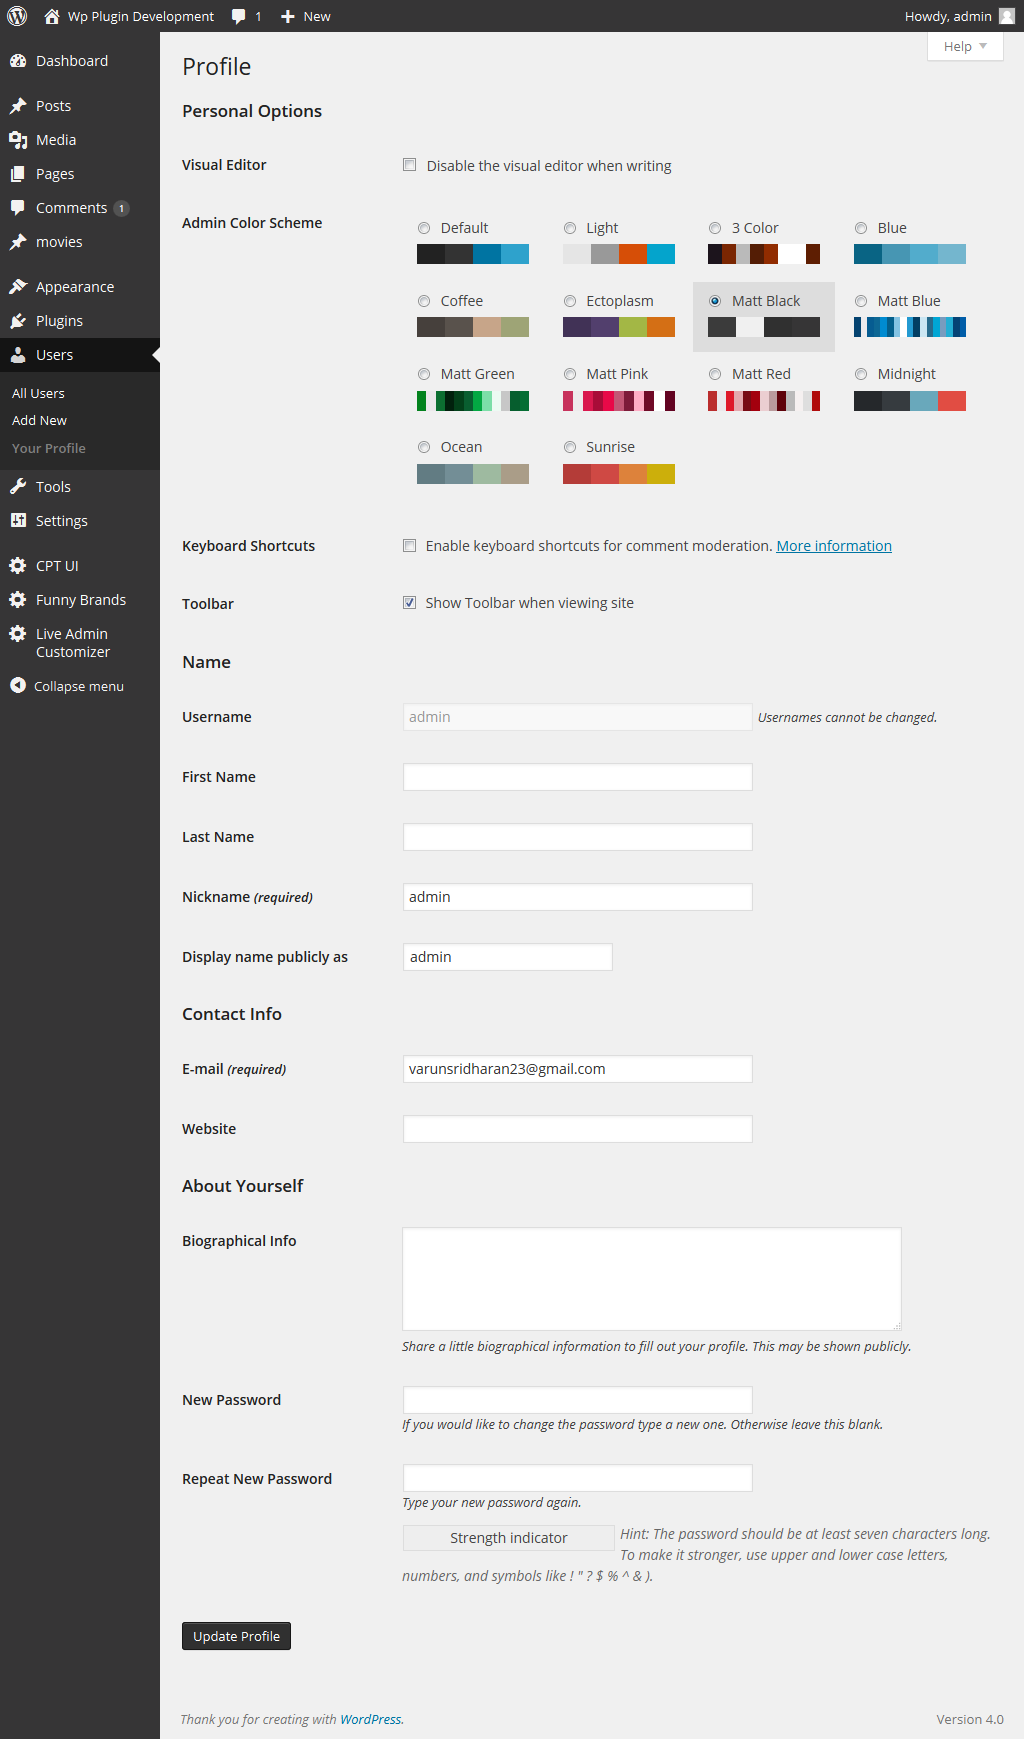 Wp Plugin Development 1 New Howdy, admin
Help
Dashboard
Posts
Media
Pages
Comments 1
movies
Appearance
Plugins
Users
All Users
Add New
Your Profile
Tools
Settings
CPT UI
Funny Brands
Live Admin
Customizer
Collapse menu
Profile
Personal Options
Visual Editor Disable the visual editor when writing
Admin Color Scheme
Default Light 3 Color Blue
Coffee Ectoplasm Matt Black Matt Blue
Matt Green Matt Pink Matt Red Midnight
Ocean Sunrise
Keyboard Shortcuts Enable keyboard shortcuts for comment moderation. More information
Toolbar Show Toolbar when viewing site
Name
Username admin Usernames cannot be changed.
First Name
Last Name
Nickname (required) admin
Display name publicly as admin
Contact Info
E-mail (required) varunsridharan23@gmail.com
Website
About Yourself
Biographical Info
Share a little biographical information to fill out your profile. This may be shown publicly.
New Password
If you would like to change the password type a new one. Otherwise leave this blank.
Repeat New Password
Type your new password again.
Strength indicator Hint: The password should be at least seven characters long.
To make it stronger, use upper and lower case letters,
numbers, and symbols like ! " ? $ % ^ & ).
Update Profile
Thank you for creating with WordPress. Version 4.0